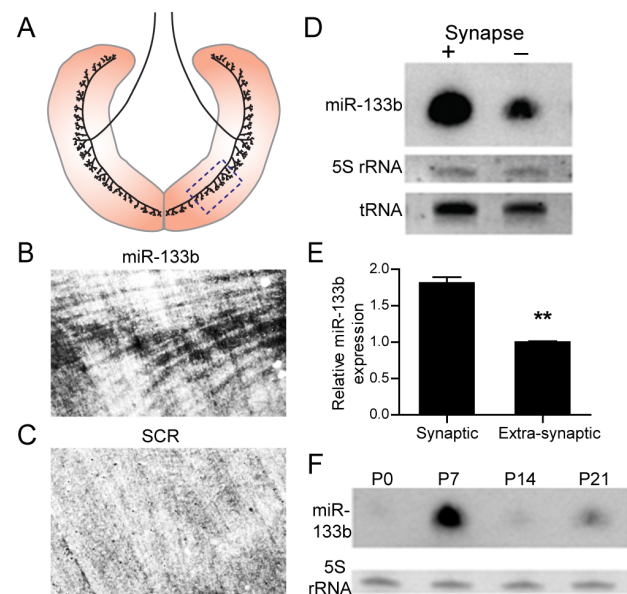 A
B
miR-133b
C
SCR
D
Synapse
+ −
miR-133b
5S rRNA
tRNA
E
Relative miR-133b
expression
2.0
1.5
1.0
0.5
0.0
**
Synaptic Extra-synaptic
F
P0 P7 P14 P21
miR-
133b
5S
rRNA